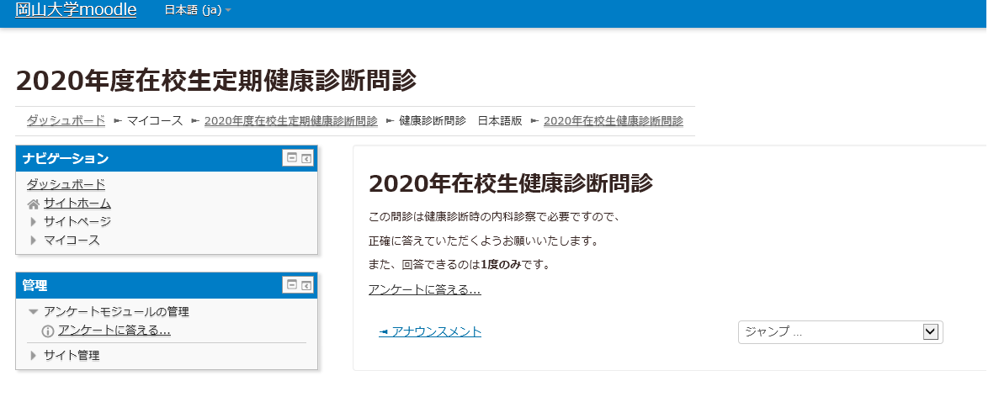 岡山大学moodle 日本語 (ja)
2020年度在校生定期健康診断問診
ダッシュボード ► マイコース ► 2020年度在校生定期健康診断問診 ► 健康診断問診　日本語版 ► 2020年在校生健康診断問診
ナビゲーション
ダッシュボード
サイトホーム
サイトページ
マイコース
管理
アンケートモジュールの管理
アンケートに答える...
サイト管理
2020年在校生健康診断問診
この問診は健康診断時の内科診察で必要ですので、
正確に答えていただくようお願いいたします。
また、回答できるのは1度のみです。
アンケートに答える...
◄ アナウンスメント
ジャンプ ...